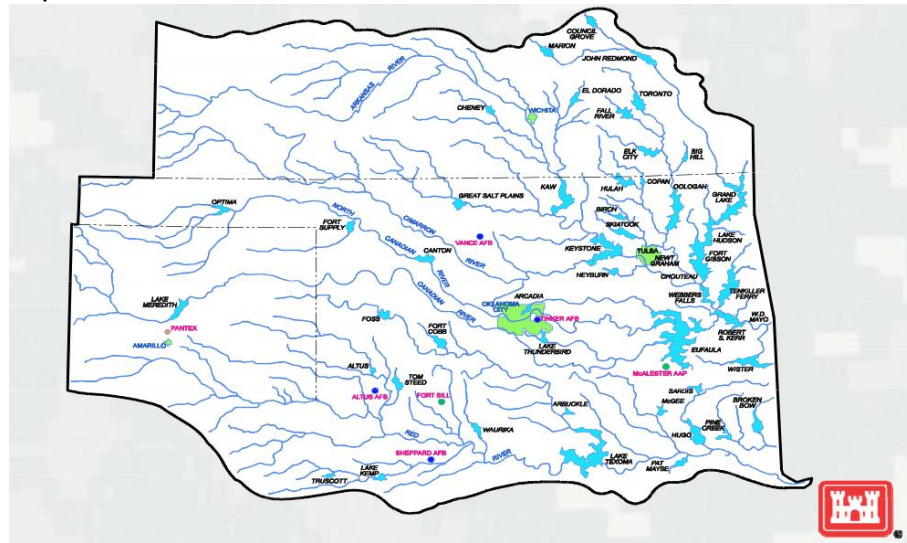 COUNCIL
GROVE
MARION
JOHN REDMOND
ARKANSAS
RIVER
CHENEY
WICHITA
EL DORADO
TORONTO
FALL
RIVER
ELK
CITY
BIG
HILL
OPTIMA
NORTH
FORT
SUPPLY
GREAT SALT PLAINS
KAW
HULAH
COPAN
OOLOGAH
GRAND
LAKE
BIRCH
SKIATOOK
CIMARRON
RIVER
VANCE AFB
CANADIAN
RIVER
CANTON
KEYSTONE
HEYBURN
TULSA
NEWT
GRAHAM
LAKE
HUDSON
FORT
GIBSON
CHOUTEAU
WEBBERS
FALLS
TENKILLER
FERRY
W.D.
MAYO
ROBERT
S. KERR
LAKE
MEREDITH
PANTEX
AMARILLO
CANADIAN
RIVER
FOSS
FORT
COBB
OKLAHOMA
CITY
ARCADIA
TINKER AFB
LAKE
THUNDERBIRD
EUFAULA
WISTER
McALESTER AAP
ALTUS
ALTUS AFB
TOM
STEED
FORT SILL
SARDIS
McGEE
BROKEN
BOW
PINE
CREEK
HUGO
ARBUCKLE
WAURIKA
RED
RIVER
SHEPPARD AFB
LAKE
KEMP
TRUSCOTT
LAKE
TEXOMA
PAT
MAYSE